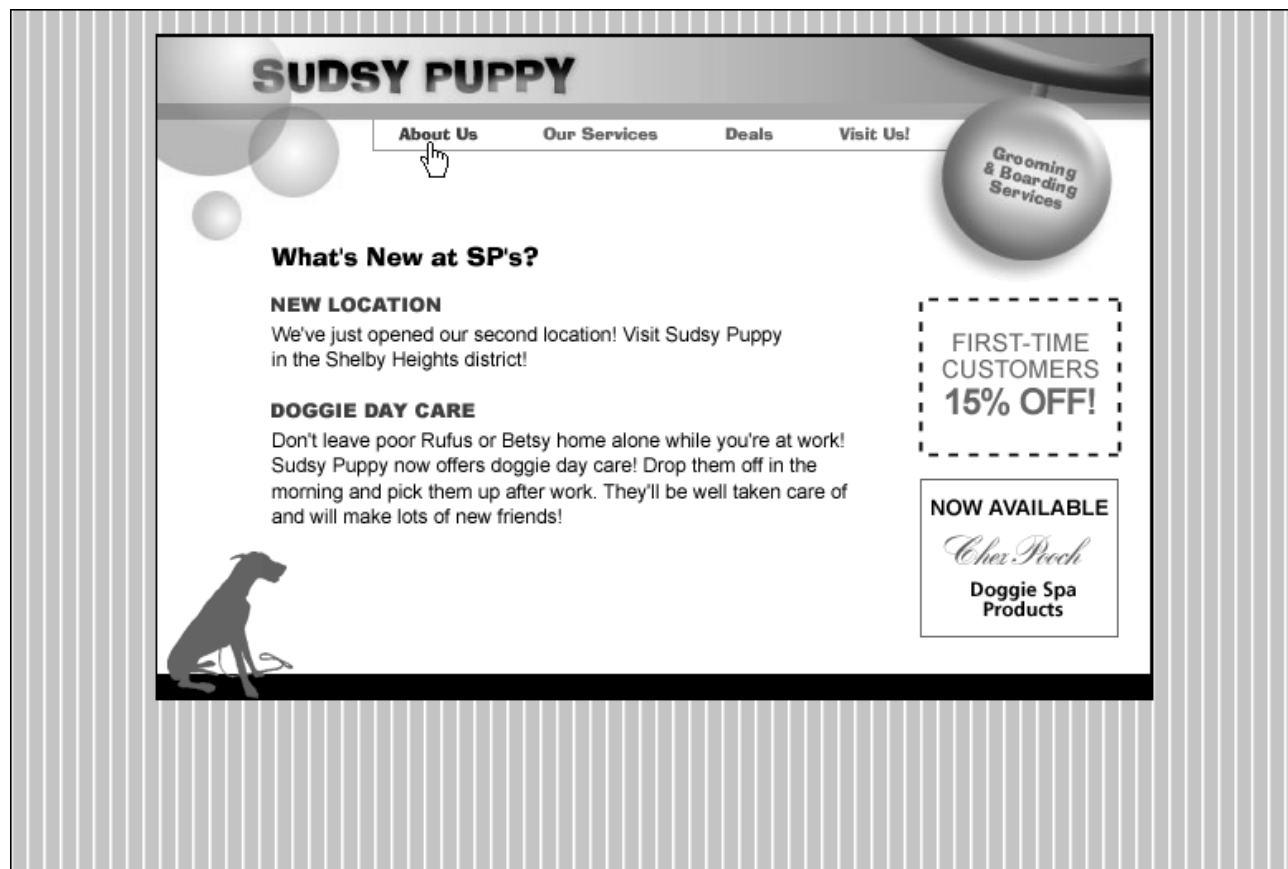 SUDSY PUPPY
About Us Our Services Deals Visit Us!
Grooming
& Boarding
Services
What's New at SP's?
NEW LOCATION
We've just opened our second location! Visit Sudsy Puppy
in the Shelby Heights district!
DOGGIE DAY CARE
Don't leave poor Rufus or Betsy home alone while you're at work!
Sudsy Puppy now offers doggie day care! Drop them off in the
morning and pick them up after work. They'll be well taken care of
and will make lots of new friends!
FIRST-TIME
CUSTOMERS
15% OFF!
NOW AVAILABLE
Chez Pooch
Doggie Spa
Products